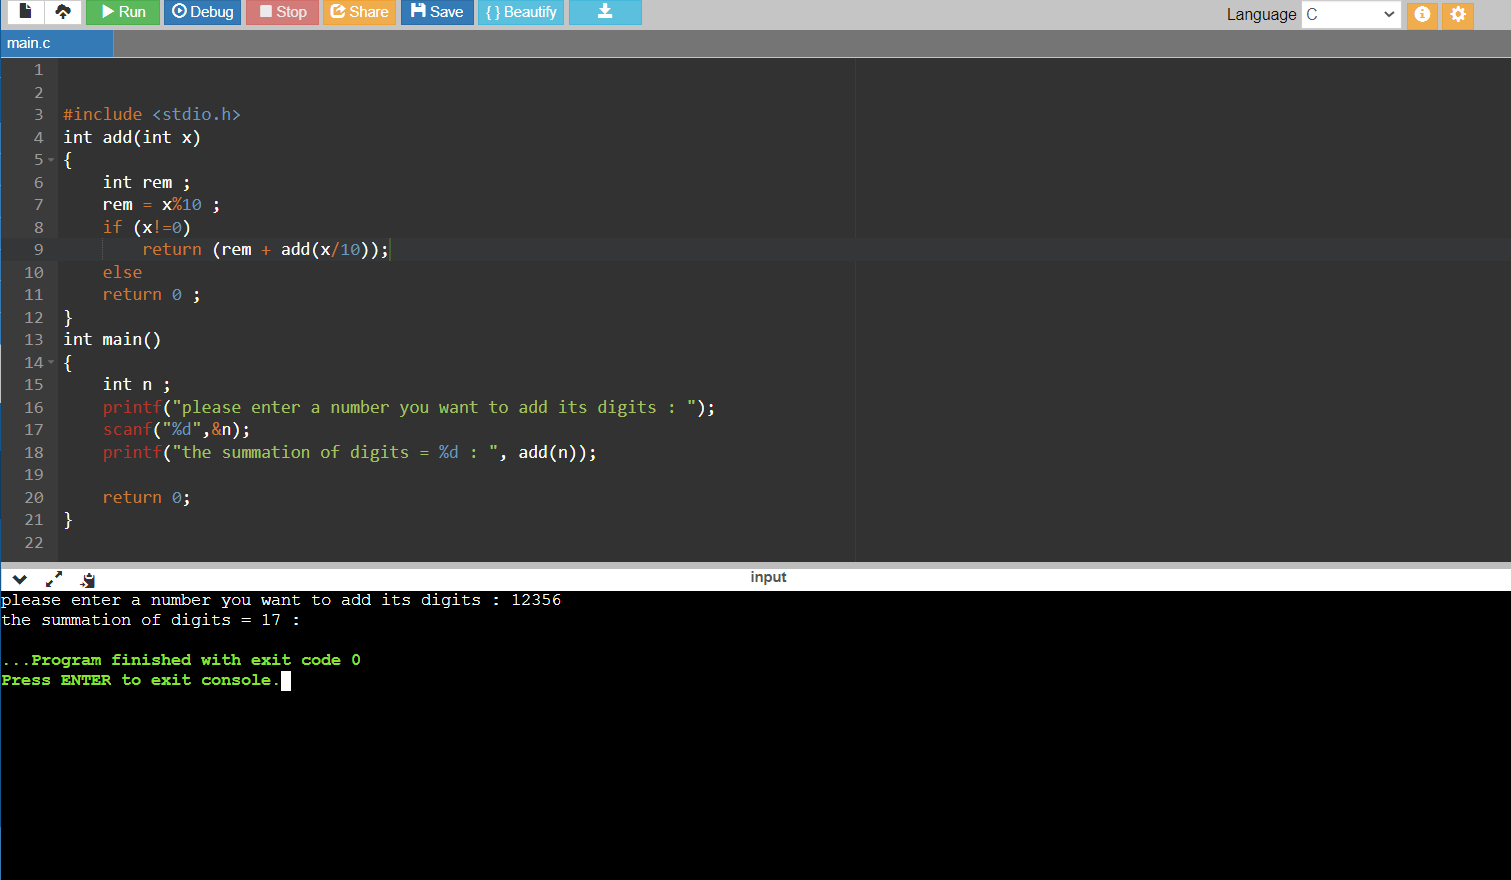 Run Debug Stop Share Save { } Beautify Language C
main.c
1
2
3 #include <stdio.h>
4 int add(int x)
5 {
6     int rem ;
7     rem = x%10 ;
8     if (x!=0)
9         return (rem + add(x/10));
10     else
11     return 0 ;
12 }
13 int main()
14 {
15     int n ;
16     printf("please enter a number you want to add its digits : ");
17     scanf("%d",&n);
18     printf("the summation of digits = %d : ", add(n));
19
20     return 0;
21 }
22
input
please enter a number you want to add its digits : 12356
the summation of digits = 17 :
...Program finished with exit code 0
Press ENTER to exit console.